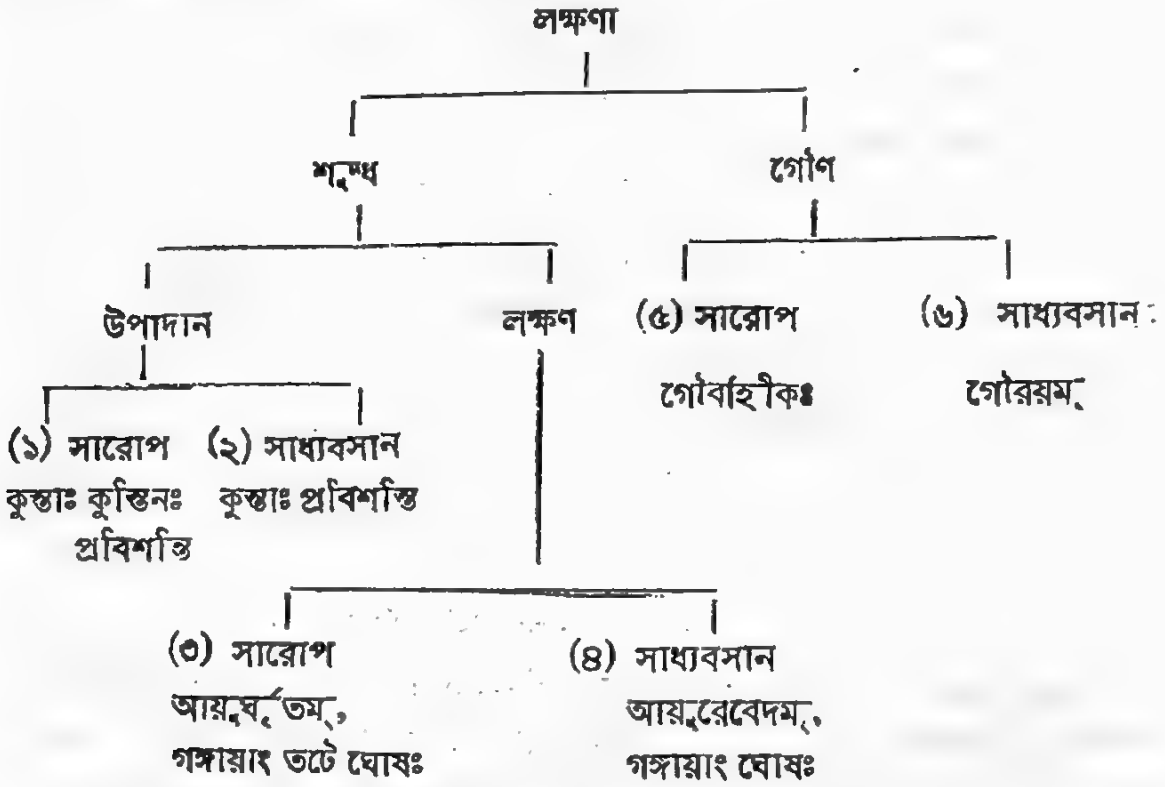 লক্ষণা
শুদ্ধ গৌণ
উপাদান লক্ষণ (৫) সারোপ (৬) সাধ্যবসান
গৌর্বাহীকঃ গৌরয়ম্
(১) সারোপ (২) সাধ্যবসান
কুন্তাঃ কুন্তিনঃ কুন্তাঃ প্রবিশন্তি
প্রবিশন্তি
(৩) সারোপ (৪) সাধ্যবসান
আয়ুর্ঘৃতম্, আয়ুরেবেদম্,
গঙ্গায়াং তটে ঘোষঃ গঙ্গায়াং ঘোষঃ